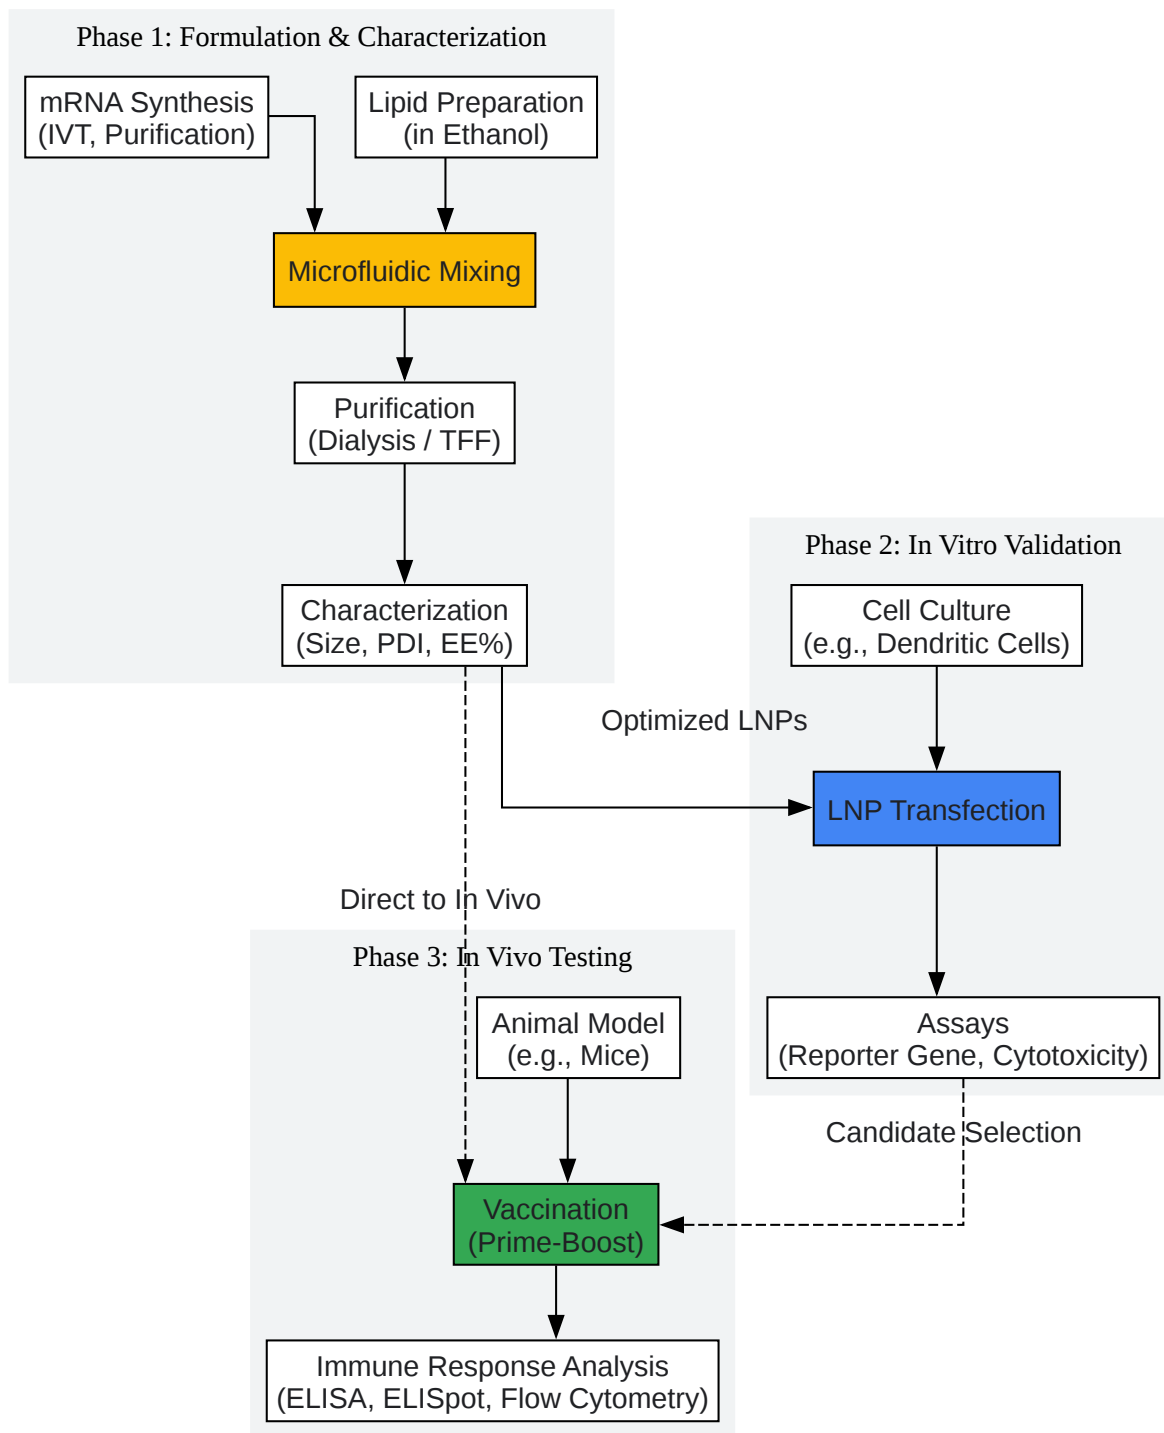 Phase 1: Formulation & Characterization
mRNA Synthesis
(IVT, Purification)
Lipid Preparation
(in Ethanol)
Microfluidic Mixing
Purification
(Dialysis / TFF)
Characterization
(Size, PDI, EE%)
Phase 2: In Vitro Validation
Cell Culture
(e.g., Dendritic Cells)
Optimized LNPs
LNP Transfection
Direct to In Vivo
Phase 3: In Vivo Testing
Animal Model
(e.g., Mice)
Assays
(Reporter Gene, Cytotoxicity)
Candidate Selection
Vaccination
(Prime-Boost)
Immune Response Analysis
(ELISA, ELISpot, Flow Cytometry)